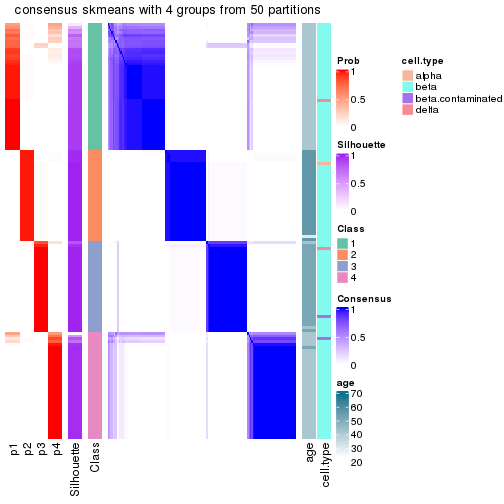 consensus skmeans with 4 groups from 50 partitions
Prob
1
0.5
0
Silhouette
1
0.5
0
Class
1
2
3
4
Consensus
1
0.5
0
age
70
60
50
40
30
20
cell.type
alpha
beta
beta.contaminated
delta
p1
p2
p3
p4
Silhouette
Class
age
cell.type